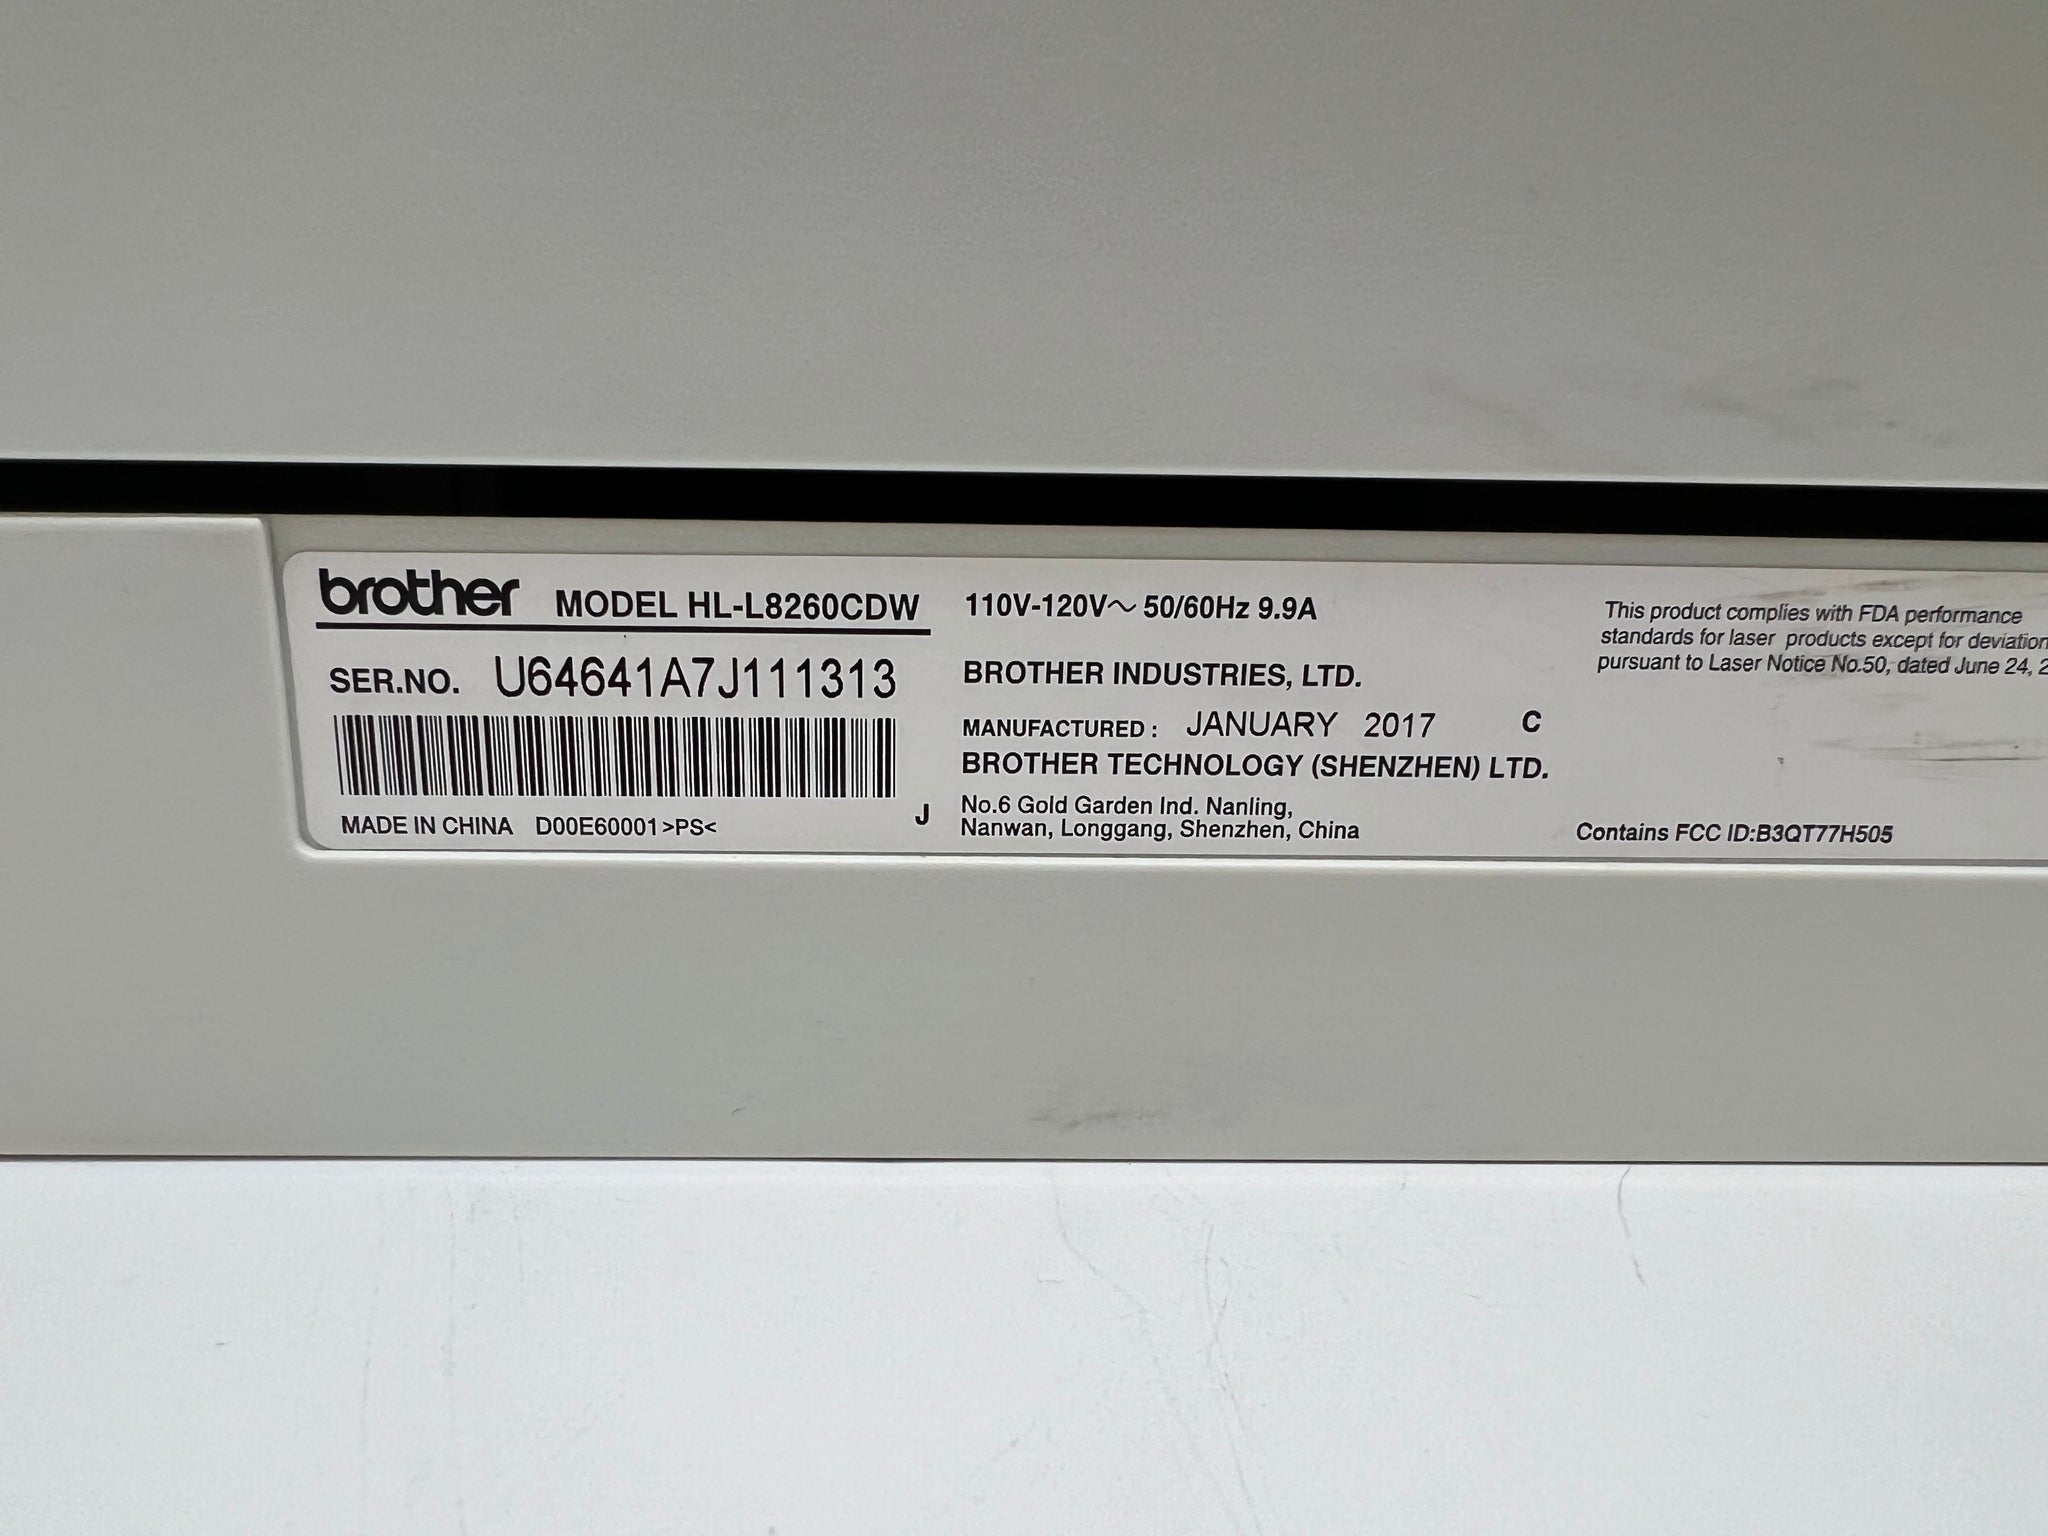 brother MODEL HL-L8260CDW
SER.NO. U64641A7J111313
MADE IN CHINA D00E60001 >PS< J
110V-120V~ 50/60Hz 9.9A
BROTHER INDUSTRIES, LTD.
MANUFACTURED : JANUARY 2017 C
BROTHER TECHNOLOGY (SHENZHEN) LTD.
No.6 Gold Garden Ind. Nanling,
Nanwan, Longgang, Shenzhen, China
This product complies with FDA performance
standards for laser products except for deviation
pursuant to Laser Notice No.50, dated June 24, 2
Contains FCC ID:B3QT77H505